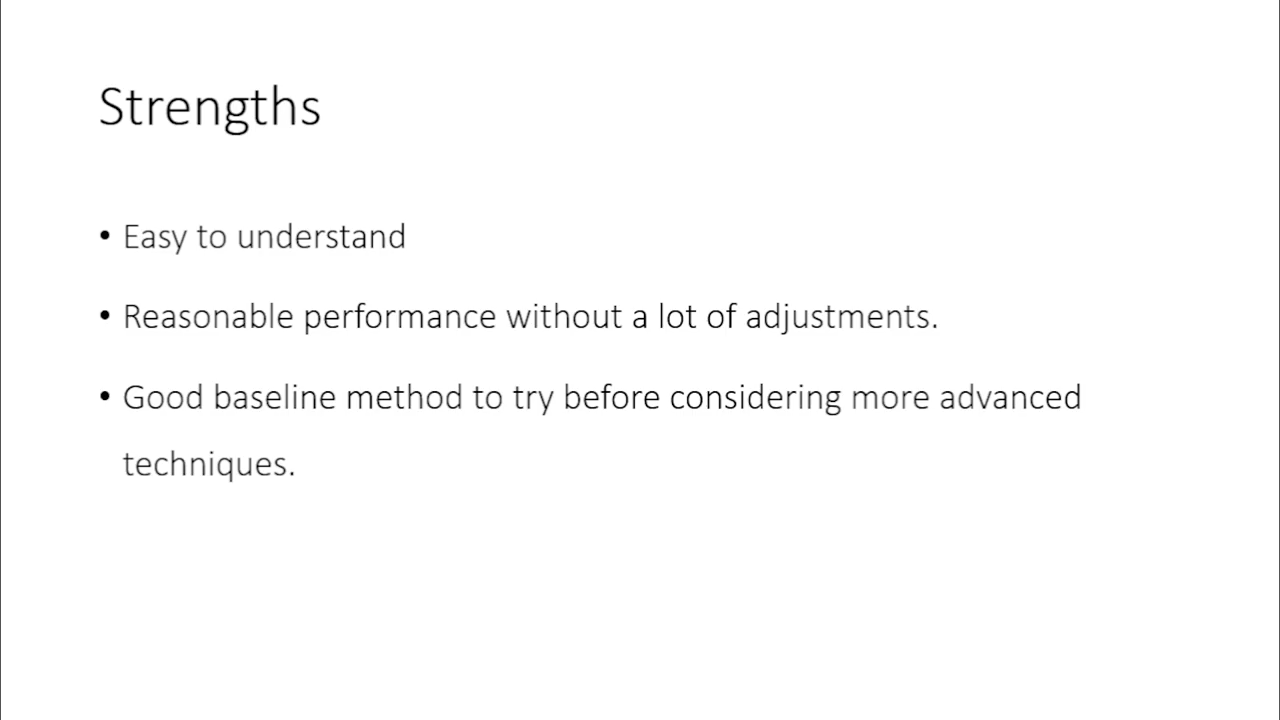 Strengths
• Easy to understand
• Reasonable performance without a lot of adjustments.
• Good baseline method to try before considering more advanced
techniques.